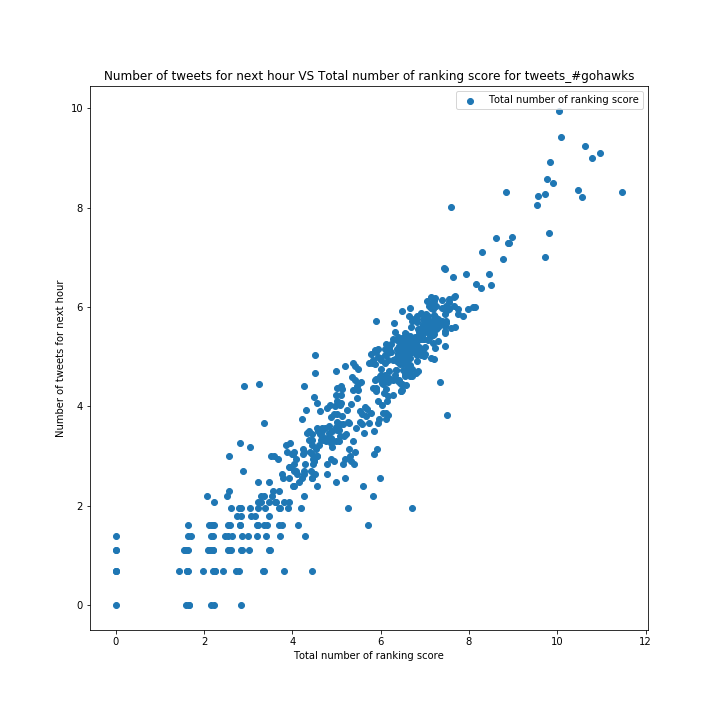 Number of tweets for next hour VS Total number of ranking score for tweets_#gohawks
Total number of ranking score
Number of tweets for next hour
10
8
6
4
2
0
0 2 4 6 8 10 12
Total number of ranking score